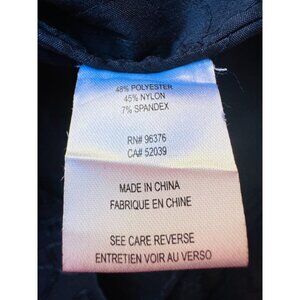 48% POLYESTER
45% NYLON
7% SPANDEX
RN# 96376
CA# 52039
MADE IN CHINA
FABRIQUE EN CHINE
SEE CARE REVERSE
ENTRETIEN VOIR AU VERSO